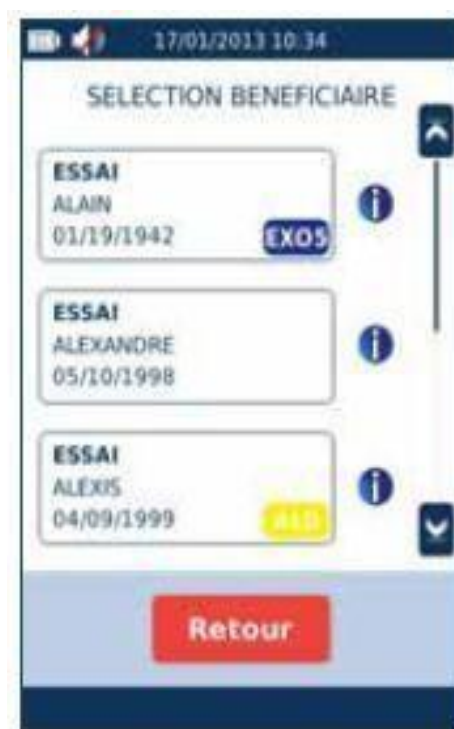 17/01/2013 10:34
SELECTION BENEFICIAIRE
ESSAI
ALAIN
01/19/1942
EXO5
ESSAI
ALEXANDRE
05/10/1998
ESSAI
ALEXIS
04/09/1999
ALD
Retour